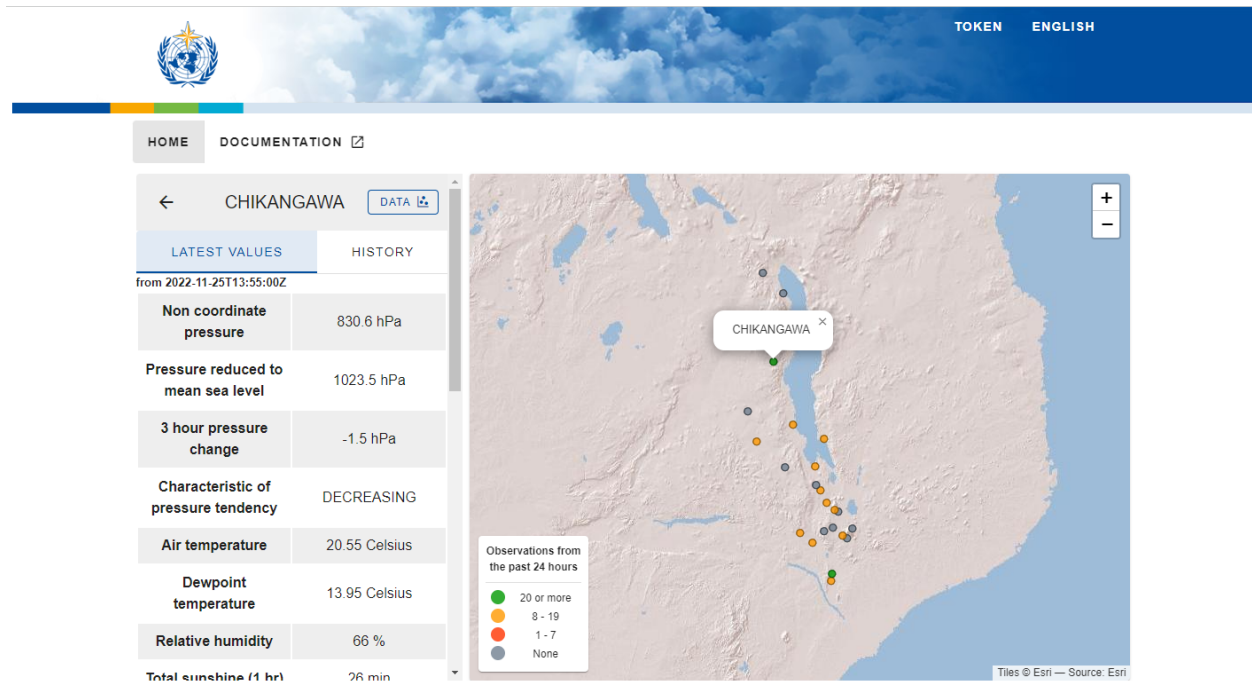 TOKEN ENGLISH
HOME DOCUMENTATION
CHIKANGAWA DATA
LATEST VALUES HISTORY
from 2022-11-25T13:55:00Z
Non coordinate
pressure
830.6 hPa
Pressure reduced to
mean sea level
1023.5 hPa
3 hour pressure
change
-1.5 hPa
Characteristic of
pressure tendency
DECREASING
Air temperature
20.55 Celsius
Dewpoint
temperature
13.95 Celsius
Relative humidity
66 %
Total sunshine (1 hr)
26 min
+
−
CHIKANGAWA ×
Observations from
the past 24 hours
20 or more
8 - 19
1 - 7
None
Tiles © Esri — Source: Esri